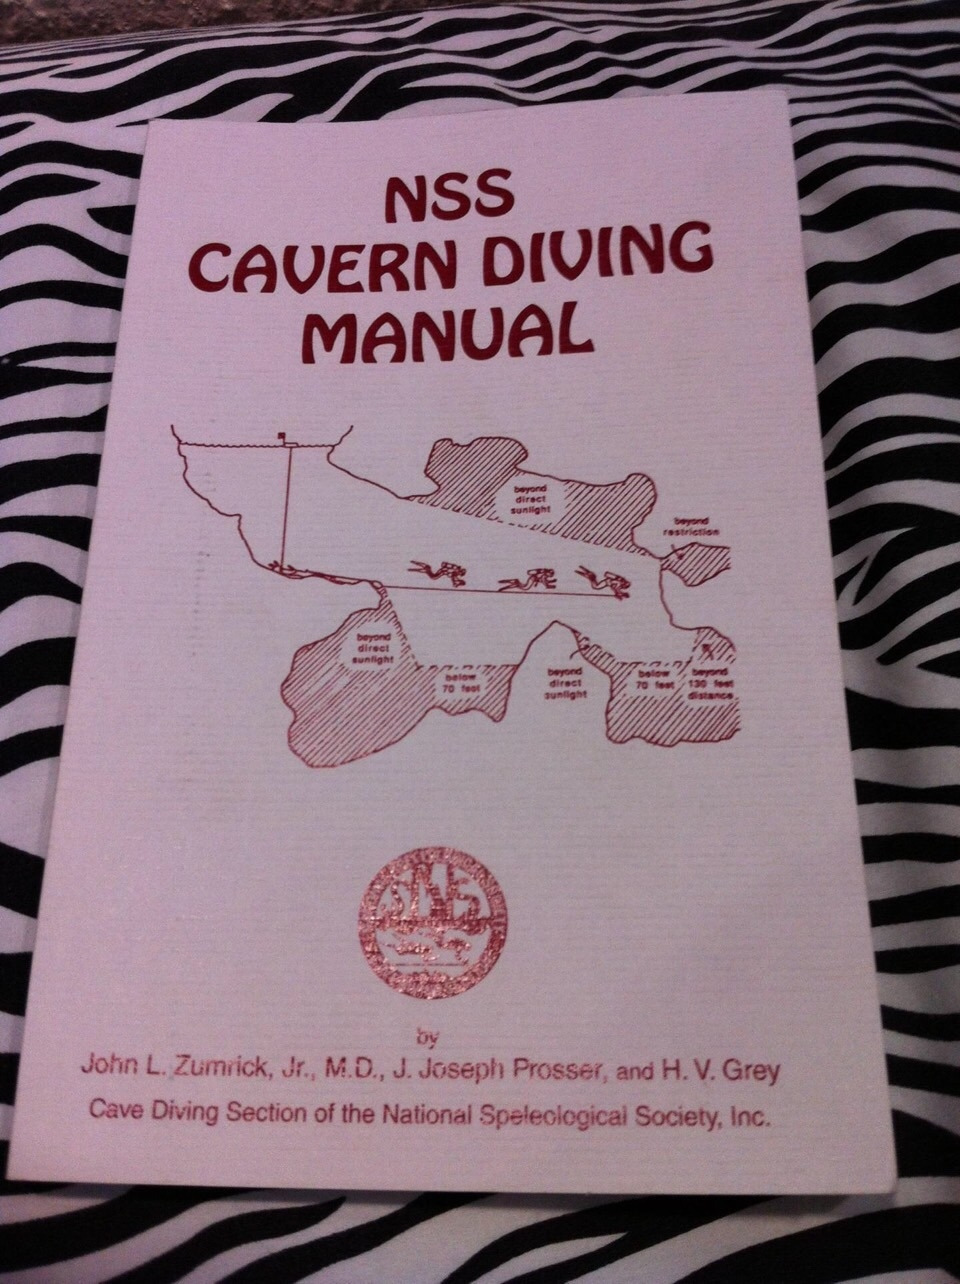 NSS
CAVERN DIVING
MANUAL
beyond
direct
sunlight
beyond
restriction
beyond
direct
sunlight
below
70 feet
beyond
direct
sunlight
below
70 feet
beyond
130 feet
distance
by
John L. Zumrick, Jr., M.D., J. Joseph Prosser, and H. V. Grey
Cave Diving Section of the National Speleological Society, Inc.